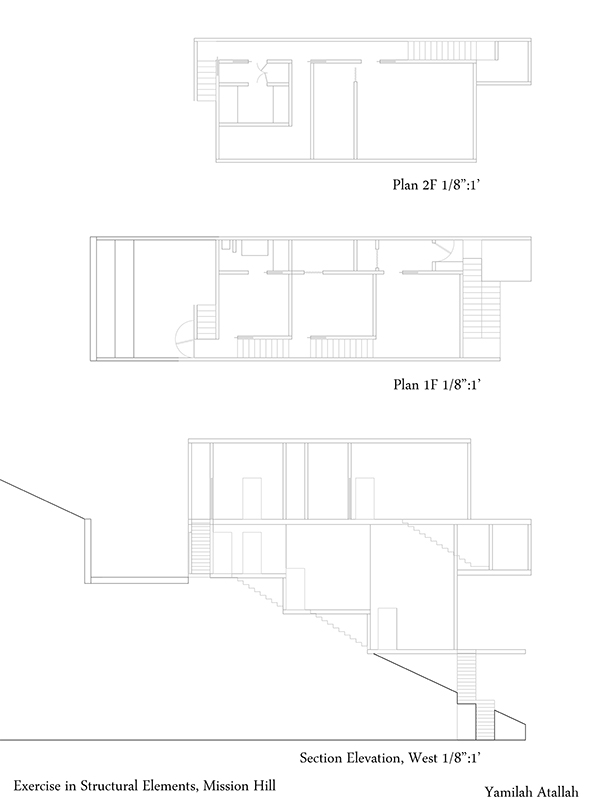 Plan 2F 1/8”:1’
Plan 1F 1/8”:1’
Section Elevation, West 1/8”:1’
Exercise in Structural Elements, Mission Hill
Yamilah Atallah